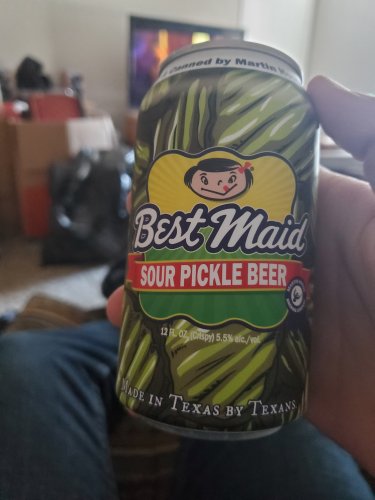 Canned by Martin
Best Maid
SOUR PICKLE BEER
12 FL. OZ. (Crispy) 5.5% alc./vol.
MADE IN TEXAS BY TEXANS